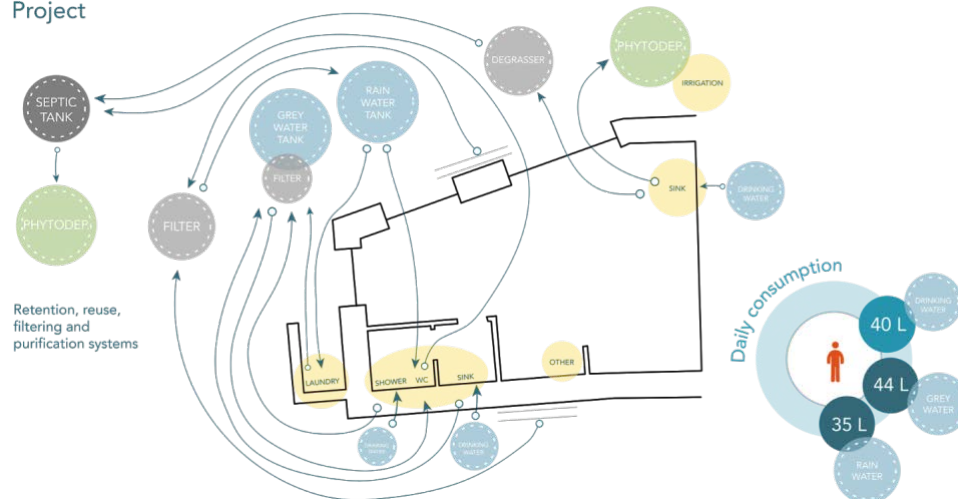 Project
DEGRASSER
PHYTODEP
IRRIGATION
SEPTIC
TANK
RAIN
WATER
TANK
GREY
WATER
TANK
FILTER
SINK
DRINKING
WATER
PHYTODEP
FILTER
Retention, reuse,
filtering and
purification systems
LAUNDRY
SHOWER
WC
SINK
OTHER
DRINKING
WATER
DRINKING
WATER
Daily consumption
DRINKING
WATER
40 L
44 L
GREY
WATER
35 L
RAIN
WATER